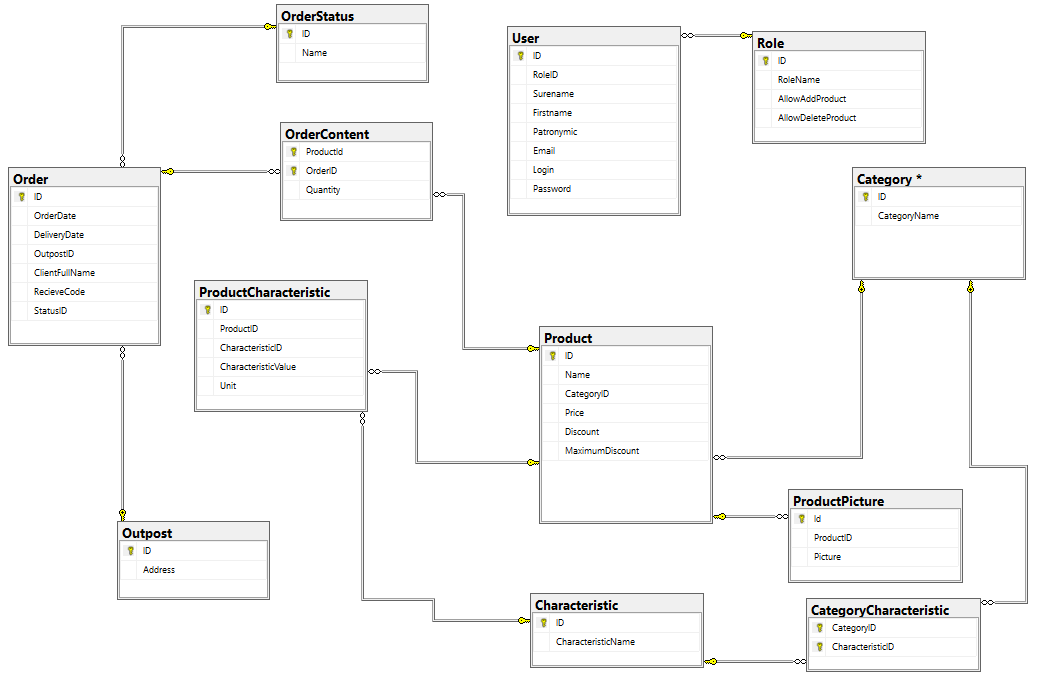 OrderStatus
ID
Name
User
ID
RoleID
Surename
Firstname
Patronymic
Email
Login
Password
Role
ID
RoleName
AllowAddProduct
AllowDeleteProduct
OrderContent
ProductId
OrderID
Quantity
Order
ID
OrderDate
DeliveryDate
OutpostID
ClientFullName
RecieveCode
StatusID
Category *
ID
CategoryName
ProductCharacteristic
ID
ProductID
CharacteristicID
CharacteristicValue
Unit
Product
ID
Name
CategoryID
Price
Discount
MaximumDiscount
ProductPicture
Id
ProductID
Picture
Outpost
ID
Address
Characteristic
ID
CharacteristicName
CategoryCharacteristic
CategoryID
CharacteristicID